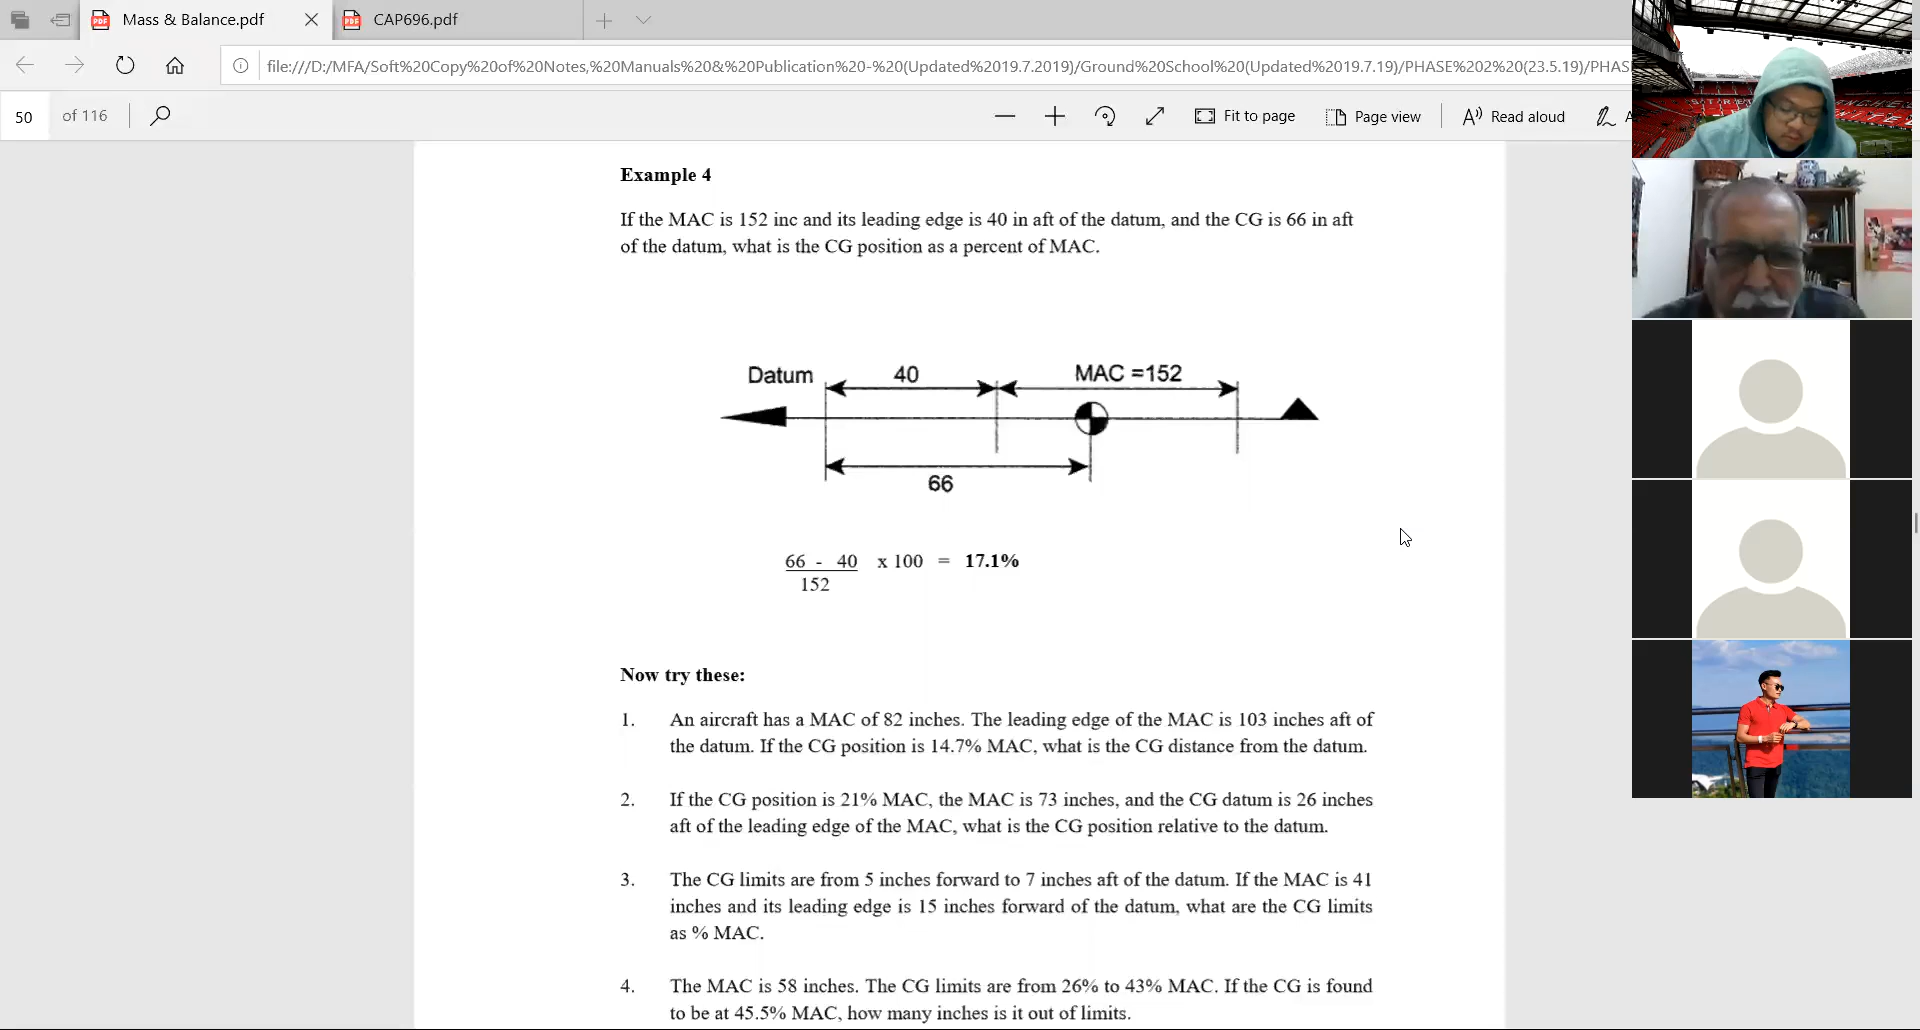 Mass & Balance.pdf
CAP696.pdf
file:///D:/MFA/Soft%20Copy%20of%20Notes,%20Manuals%20&%20Publication%20-%20(Updated%2019.7.2019)/Ground%20School%20(Updated%2019.7.19)/PHASE%202%20(23.5.19)/PHAS
50 of 116
Fit to page
Page view
Read aloud
Example 4
If the MAC is 152 inc and its leading edge is 40 in aft of the datum, and the CG is 66 in aft
of the datum, what is the CG position as a percent of MAC.
Datum 40 MAC =152
66
66 - 40 x 100 = 17.1%
152
Now try these:
1. An aircraft has a MAC of 82 inches. The leading edge of the MAC is 103 inches aft of
the datum. If the CG position is 14.7% MAC, what is the CG distance from the datum.
2. If the CG position is 21% MAC, the MAC is 73 inches, and the CG datum is 26 inches
aft of the leading edge of the MAC, what is the CG position relative to the datum.
3. The CG limits are from 5 inches forward to 7 inches aft of the datum. If the MAC is 41
inches and its leading edge is 15 inches forward of the datum, what are the CG limits
as % MAC.
4. The MAC is 58 inches. The CG limits are from 26% to 43% MAC. If the CG is found
to be at 45.5% MAC, how many inches is it out of limits.